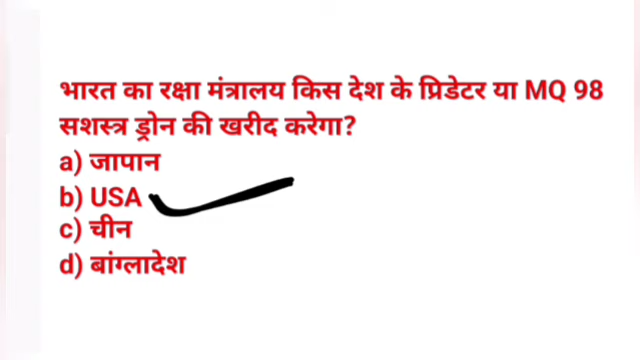 भारत का रक्षा मंत्रालय किस देश के प्रिडेटर या MQ 98
सशस्त्र ड्रोन की खरीद करेगा?
a) जापान
b) USA
c) चीन
d) बांग्लादेश